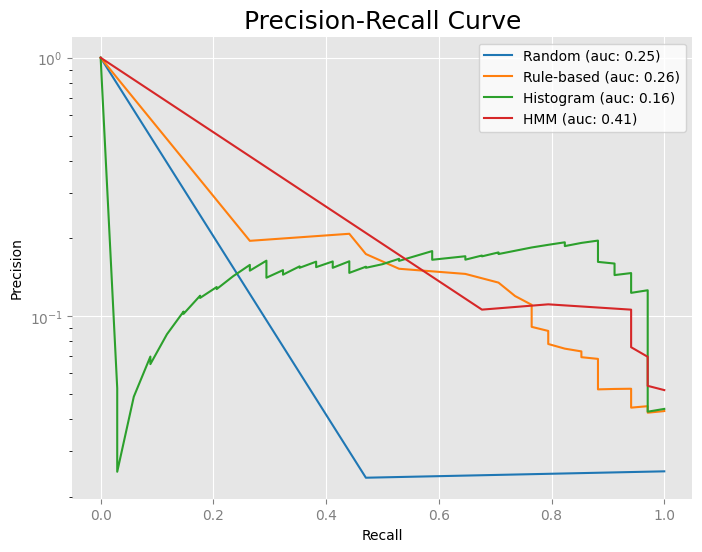 Precision-Recall Curve
Random (auc: 0.25)
Rule-based (auc: 0.26)
Histogram (auc: 0.16)
HMM (auc: 0.41)
Precision
10⁰
10⁻¹
0.0 0.2 0.4 0.6 0.8 1.0
Recall